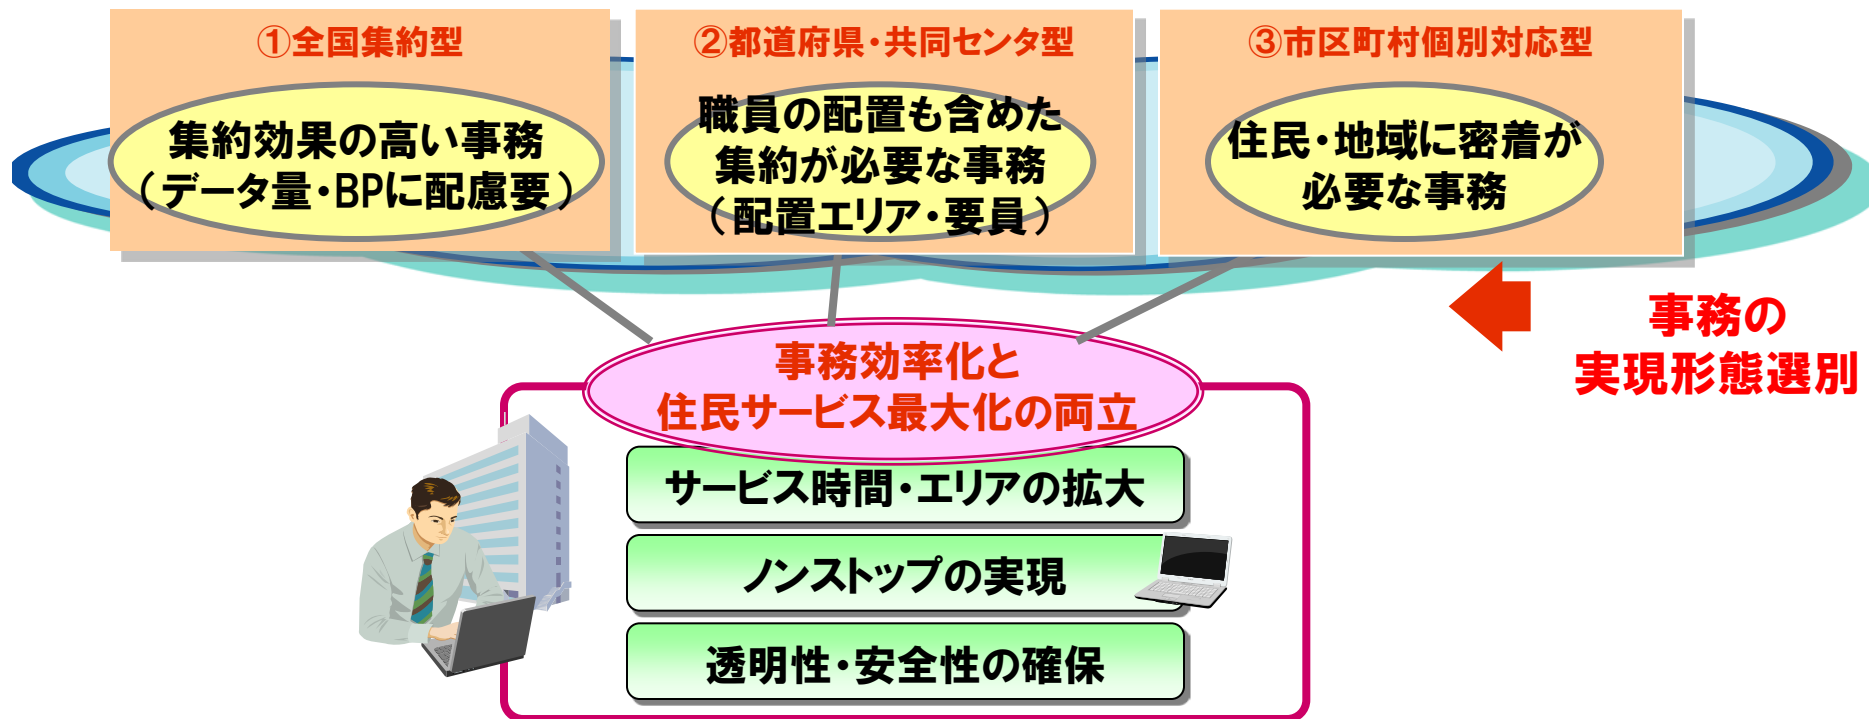 ①全国集約型
集約効果の高い事務
（データ量・BPに配慮要）
②都道府県・共同センタ型
職員の配置も含めた
集約が必要な事務
（配置エリア・要員）
③市区町村個別対応型
住民・地域に密着が
必要な事務
事務の
実現形態選別
事務効率化と
住民サービス最大化の両立
サービス時間・エリアの拡大
ノンストップの実現
透明性・安全性の確保